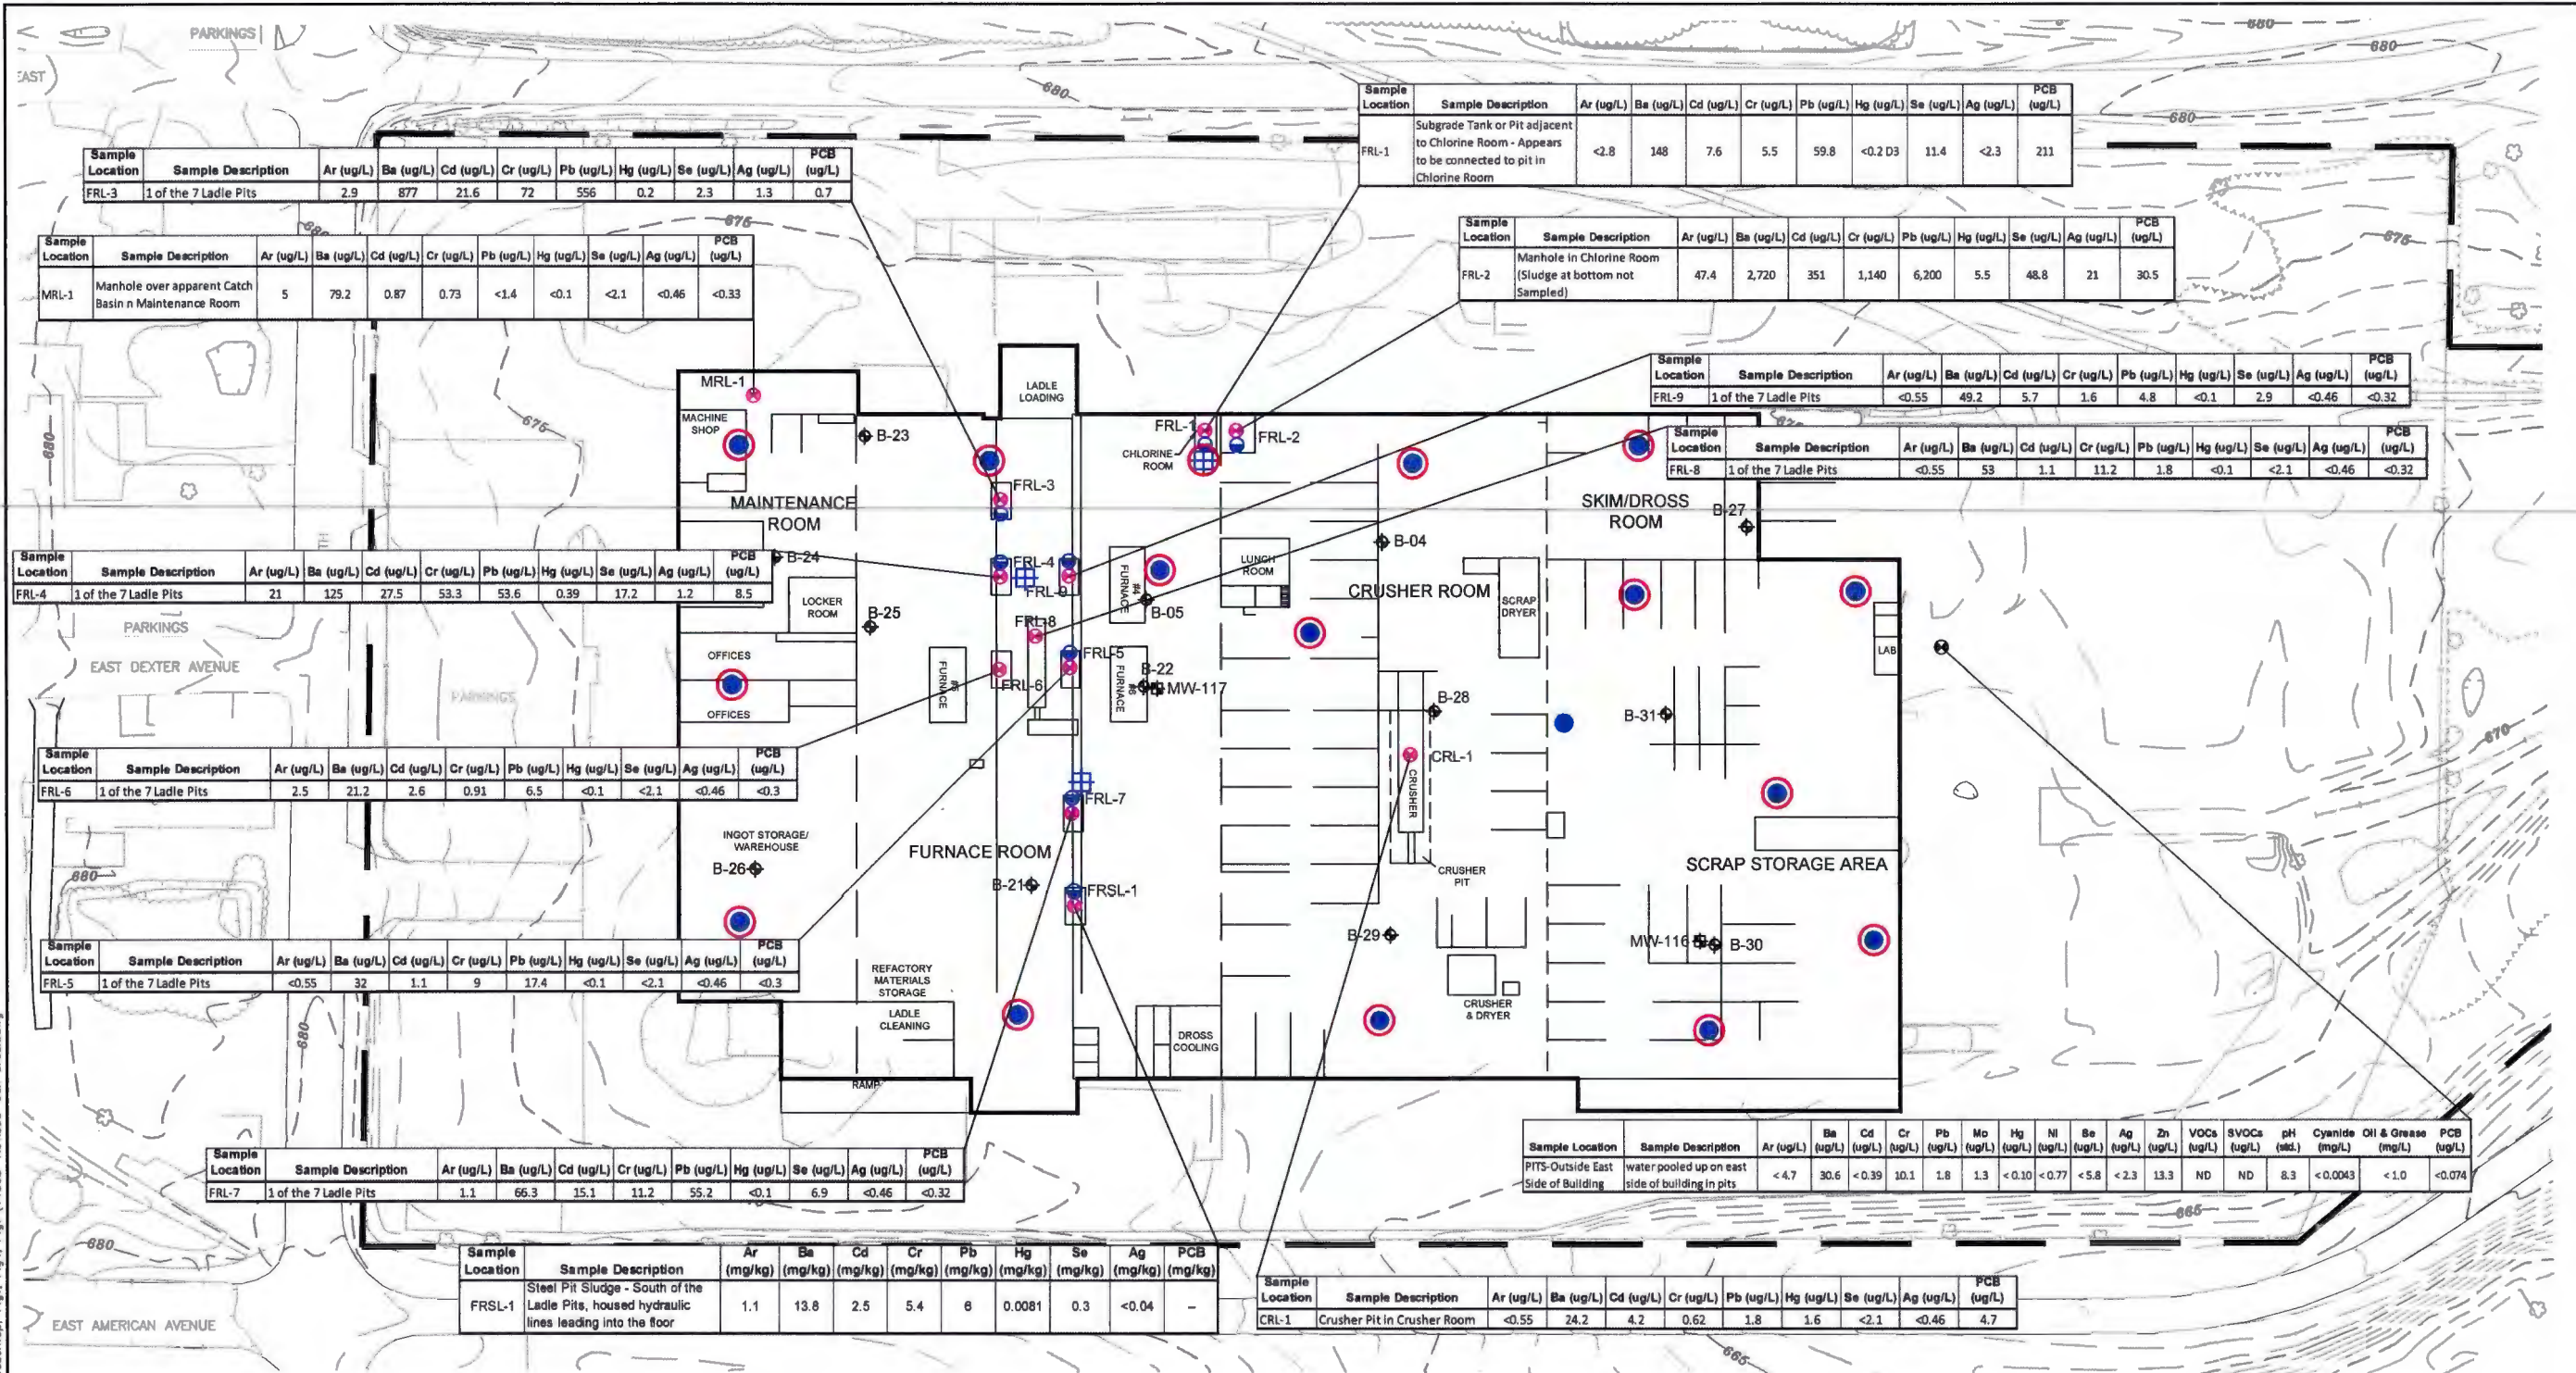 PARKINGS
EAST)
680
680
680
680
Sample Location Sample Description Ar (ug/L) Ba (ug/L) Cd (ug/L) Cr (ug/L) Pb (ug/L) Hg (ug/L) Se (ug/L) Ag (ug/L) PCB (ug/L)
FRL-1 Subgrade Tank or Pit adjacent to Chlorine Room - Appears to be connected to pit in Chlorine Room <2.8 148 7.6 5.5 59.8 <0.2 D3 11.4 <2.3 211
Sample Location Sample Description Ar (ug/L) Ba (ug/L) Cd (ug/L) Cr (ug/L) Pb (ug/L) Hg (ug/L) Se (ug/L) Ag (ug/L) PCB (ug/L)
FRL-3 1 of the 7 Ladle Pits 2.9 877 21.6 72 556 0.2 2.3 1.3 0.7
680
675
Sample Location Sample Description Ar (ug/L) Ba (ug/L) Cd (ug/L) Cr (ug/L) Pb (ug/L) Hg (ug/L) Se (ug/L) Ag (ug/L) PCB (ug/L)
FRL-2 Manhole in Chlorine Room (Sludge at bottom not Sampled) 47.4 2,720 351 1,140 6,200 5.5 48.8 21 30.5
675
Sample Location Sample Description Ar (ug/L) Ba (ug/L) Cd (ug/L) Cr (ug/L) Pb (ug/L) Hg (ug/L) Se (ug/L) Ag (ug/L) PCB (ug/L)
MRL-1 Manhole over apparent Catch Basin n Maintenance Room 5 79.2 0.87 0.73 <1.4 <0.1 <2.1 <0.46 <0.33
Sample Location Sample Description Ar (ug/L) Ba (ug/L) Cd (ug/L) Cr (ug/L) Pb (ug/L) Hg (ug/L) Se (ug/L) Ag (ug/L) PCB (ug/L)
FRL-9 1 of the 7 Ladle Pits <0.55 49.2 5.7 1.6 4.8 <0.1 2.9 <0.46 <0.32
Sample Location Sample Description Ar (ug/L) Ba (ug/L) Cd (ug/L) Cr (ug/L) Pb (ug/L) Hg (ug/L) Se (ug/L) Ag (ug/L) PCB (ug/L)
FRL-8 1 of the 7 Ladle Pits <0.55 53 1.1 11.2 1.8 <0.1 <2.1 <0.46 <0.32
MRL-1
LADLE
LOADING
MACHINE
SHOP
B-23
FRL-1
FRL-2
CHLORINE
ROOM
675
680
FRL-3
MAINTENANCE
ROOM
SKIM/DROSS
ROOM
B-27
B-24
FRL-4
B-04
Sample Location Sample Description Ar (ug/L) Ba (ug/L) Cd (ug/L) Cr (ug/L) Pb (ug/L) Hg (ug/L) Se (ug/L) Ag (ug/L) PCB (ug/L)
FRL-4 1 of the 7 Ladle Pits 21 125 27.5 53.3 53.6 0.39 17.2 1.2 8.5
LUNCH
ROOM
#4
FURNACE
FRL-9
CRUSHER ROOM
SCRAP
DRYER
LOCKER
ROOM
B-25
B-05
FRL-8
PARKINGS
EAST DEXTER AVENUE
PARKINGS
OFFICES
OFFICES
FURNACE
FRL-5
FRL-6
#6
FURNACE
B-22
MW-117
LAB
B-28
B-31
670
CRL-1
CRUSHER
Sample Location Sample Description Ar (ug/L) Ba (ug/L) Cd (ug/L) Cr (ug/L) Pb (ug/L) Hg (ug/L) Se (ug/L) Ag (ug/L) PCB (ug/L)
FRL-6 1 of the 7 Ladle Pits 2.5 21.2 2.6 0.91 6.5 <0.1 <2.1 <0.46 <0.3
FRL-7
INGOT STORAGE/
WAREHOUSE
FURNACE ROOM
B-26
B-21
FRSL-1
CRUSHER
PIT
SCRAP STORAGE AREA
680
B-29
MW-116
B-30
Sample Location Sample Description Ar (ug/L) Ba (ug/L) Cd (ug/L) Cr (ug/L) Pb (ug/L) Hg (ug/L) Se (ug/L) Ag (ug/L) PCB (ug/L)
FRL-5 1 of the 7 Ladle Pits <0.55 32 1.1 9 17.4 <0.1 <2.1 <0.46 <0.3
REFACTORY
MATERIALS
STORAGE
LADLE
CLEANING
CRUSHER
& DRYER
DROSS
COOLING
680
RAMP
Sample Location Sample Description Ar (ug/L) Ba (ug/L) Cd (ug/L) Cr (ug/L) Pb (ug/L) Mo (ug/L) Hg (ug/L) Ni (ug/L) Se (ug/L) Ag (ug/L) Zn (ug/L) VOCs (ug/L) SVOCs (ug/L) pH (std.) Cyanide (mg/L) Oil & Grease (mg/L) PCB (ug/L)
PITS-Outside East Side of Building water pooled up on east side of building in pits <4.7 30.6 <0.39 10.1 1.8 1.3 <0.10 <0.77 <5.8 <2.3 13.3 ND ND 8.3 <0.0043 <1.0 <0.074
Sample Location Sample Description Ar (ug/L) Ba (ug/L) Cd (ug/L) Cr (ug/L) Pb (ug/L) Hg (ug/L) Se (ug/L) Ag (ug/L) PCB (ug/L)
FRL-7 1 of the 7 Ladle Pits 1.1 66.3 15.1 11.2 55.2 <0.1 6.9 <0.46 <0.32
665
680
Sample Location Sample Description Ar (mg/kg) Ba (mg/kg) Cd (mg/kg) Cr (mg/kg) Pb (mg/kg) Hg (mg/kg) Se (mg/kg) Ag (mg/kg) PCB (mg/kg)
FRSL-1 Steel Pit Sludge - South of the Ladle Pits, housed hydraulic lines leading into the floor 1.1 13.8 2.5 5.4 6 0.0081 0.3 <0.04 –
Sample Location Sample Description Ar (ug/L) Ba (ug/L) Cd (ug/L) Cr (ug/L) Pb (ug/L) Hg (ug/L) Se (ug/L) Ag (ug/L) PCB (ug/L)
CRL-1 Crusher Pit in Crusher Room <0.55 24.2 4.2 0.62 1.8 1.6 <2.1 <0.46 4.7
EAST AMERICAN AVENUE
665